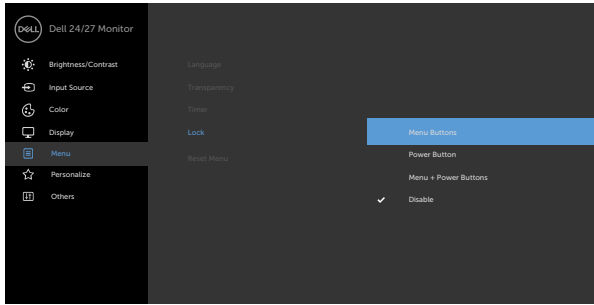 DELL Dell 24/27 Monitor
Brightness/Contrast
Input Source
Color
Display
Menu
Personalize
Others
Language
Transparency
Timer
Lock
Reset Menu
Menu Buttons
Power Button
Menu + Power Buttons
Disable